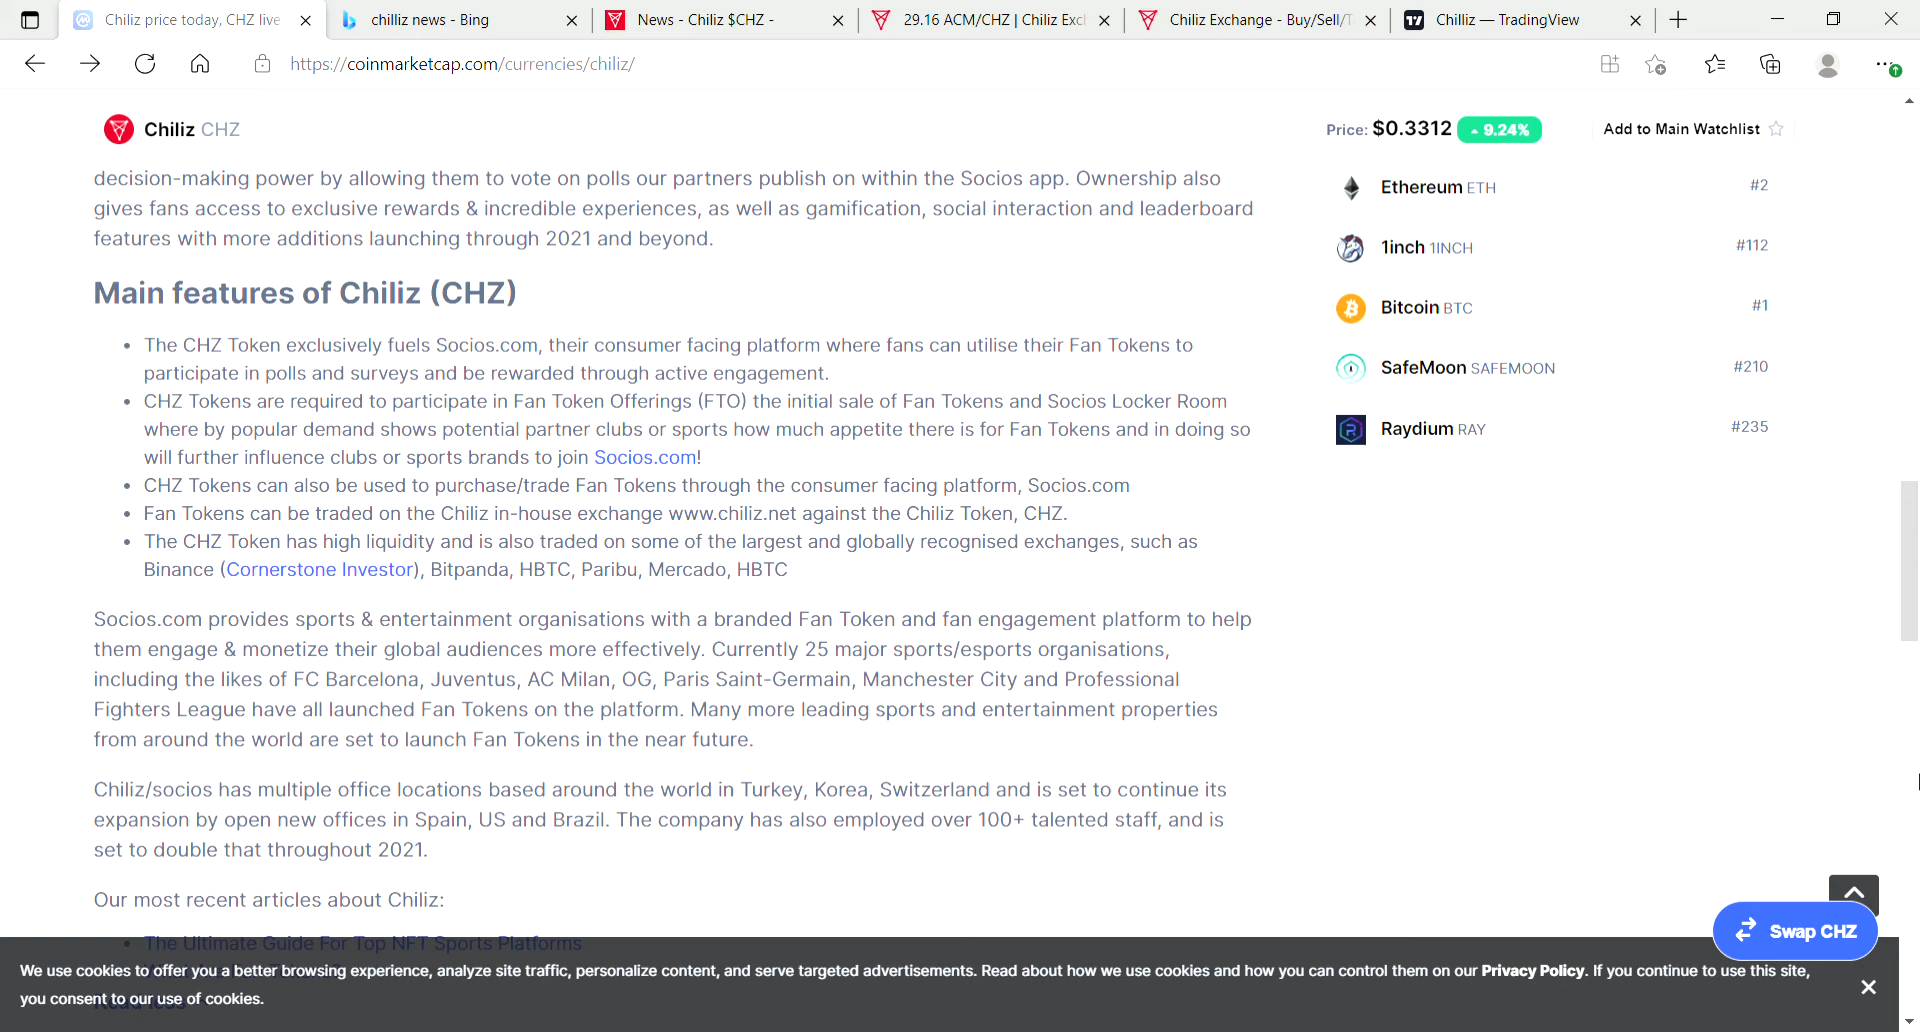 Chiliz price today, CHZ live
chilliz news - Bing
News - Chiliz $CHZ -
29.16 ACM/CHZ | Chiliz Excl
Chiliz Exchange - Buy/Sell/T
Chilliz — TradingView
https://coinmarketcap.com/currencies/chiliz/
Chiliz CHZ
Price: $0.3312 9.24%
Add to Main Watchlist
decision-making power by allowing them to vote on polls our partners publish on within the Socios app. Ownership also
gives fans access to exclusive rewards & incredible experiences, as well as gamification, social interaction and leaderboard
features with more additions launching through 2021 and beyond.
Main features of Chiliz (CHZ)
• The CHZ Token exclusively fuels Socios.com, their consumer facing platform where fans can utilise their Fan Tokens to
participate in polls and surveys and be rewarded through active engagement.
• CHZ Tokens are required to participate in Fan Token Offerings (FTO) the initial sale of Fan Tokens and Socios Locker Room
where by popular demand shows potential partner clubs or sports how much appetite there is for Fan Tokens and in doing so
will further influence clubs or sports brands to join Socios.com!
• CHZ Tokens can also be used to purchase/trade Fan Tokens through the consumer facing platform, Socios.com
• Fan Tokens can be traded on the Chiliz in-house exchange www.chiliz.net against the Chiliz Token, CHZ.
• The CHZ Token has high liquidity and is also traded on some of the largest and globally recognised exchanges, such as
Binance (Cornerstone Investor), Bitpanda, HBTC, Paribu, Mercado, HBTC
Socios.com provides sports & entertainment organisations with a branded Fan Token and fan engagement platform to help
them engage & monetize their global audiences more effectively. Currently 25 major sports/esports organisations,
including the likes of FC Barcelona, Juventus, AC Milan, OG, Paris Saint-Germain, Manchester City and Professional
Fighters League have all launched Fan Tokens on the platform. Many more leading sports and entertainment properties
from around the world are set to launch Fan Tokens in the near future.
Chiliz/socios has multiple office locations based around the world in Turkey, Korea, Switzerland and is set to continue its
expansion by open new offices in Spain, US and Brazil. The company has also employed over 100+ talented staff, and is
set to double that throughout 2021.
Our most recent articles about Chiliz:
• The Ultimate Guide For Top NFT Sports Platforms
Ethereum ETH #2
1inch 1INCH #112
Bitcoin BTC #1
SafeMoon SAFEMOON #210
Raydium RAY #235
Swap CHZ
We use cookies to offer you a better browsing experience, analyze site traffic, personalize content, and serve targeted advertisements. Read about how we use cookies and how you can control them on our Privacy Policy. If you continue to use this site,
you consent to our use of cookies.